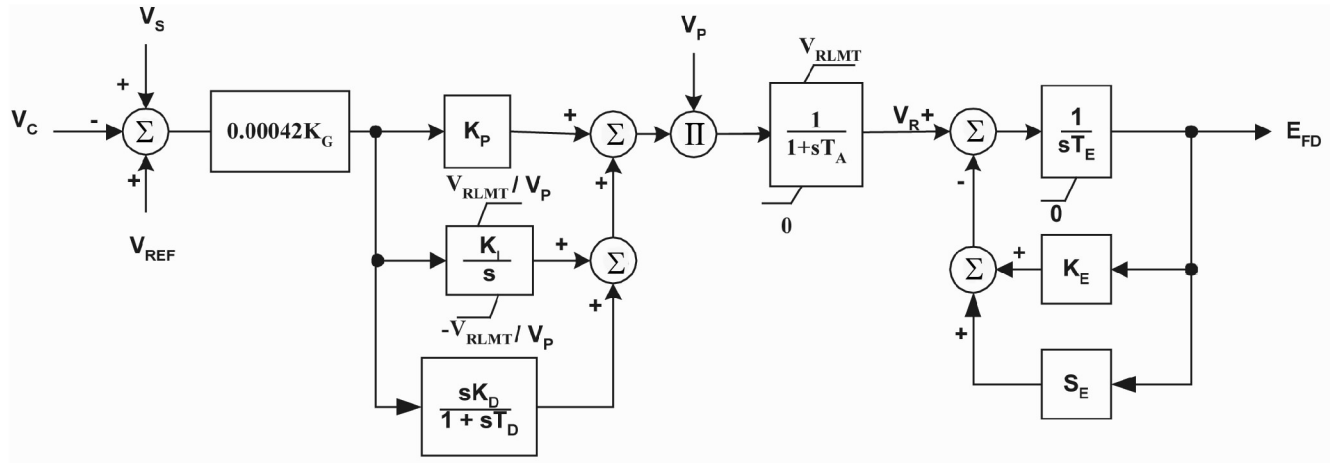 V_S
+
V_C
-
Σ
+
V_REF
0.00042K_G
K_P
+
Σ
+
V_RLMT / V_P
K_I
s
-V_RLMT / V_P
+
Σ
+
sK_D
1 + sT_D
V_P
Π
V_RLMT
1
1+sT_A
0
V_R
+
Σ
-
1
sT_E
0
E_FD
Σ
+
K_E
+
S_E